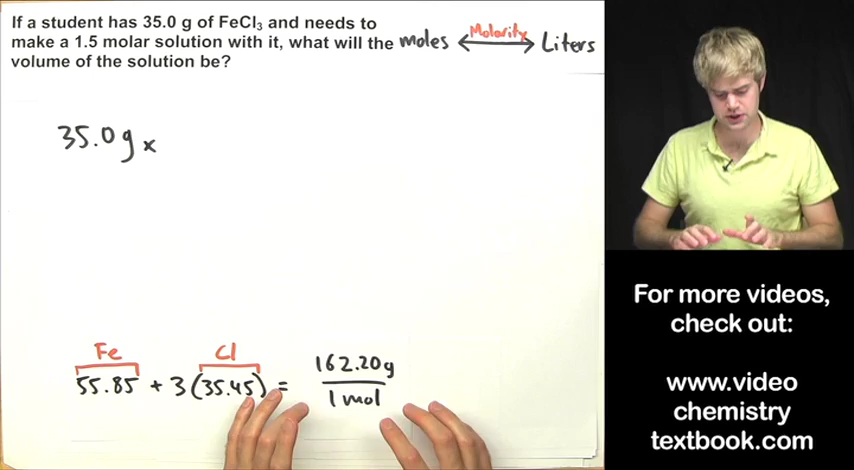 If a student has 35.0 g of FeCl₃ and needs to
make a 1.5 molar solution with it, what will the
volume of the solution be?
moles Molarity Liters
35.0 g ×
Fe Cl
55.85 + 3 (35.45) = 162.20g / 1 mol
For more videos,
check out:
www.video
chemistry
textbook.com